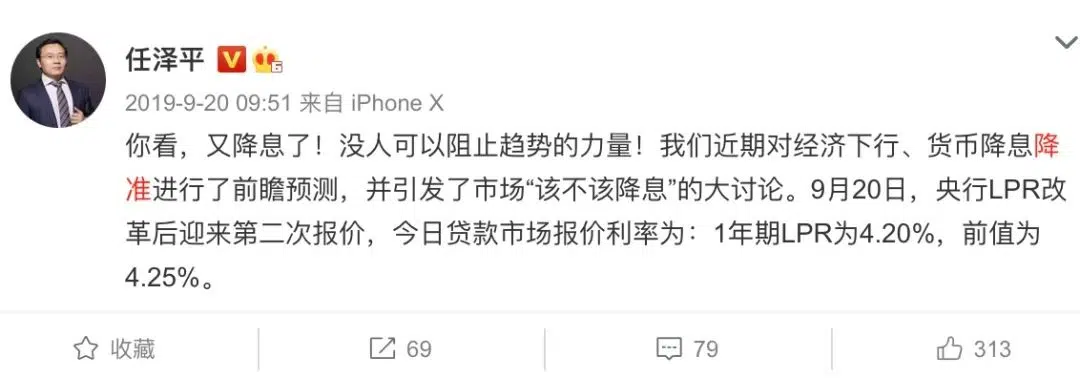 任泽平
2019-9-20 09:51 来自 iPhone X
你看，又降息了！没人可以阻止趋势的力量！我们近期对经济下行、货币降息降
准进行了前瞻预测，并引发了市场“该不该降息”的大讨论。9月20日，央行LPR改
革后迎来第二次报价，今日贷款市场报价利率为：1年期LPR为4.20%，前值为
4.25%。
收藏 69 79 313